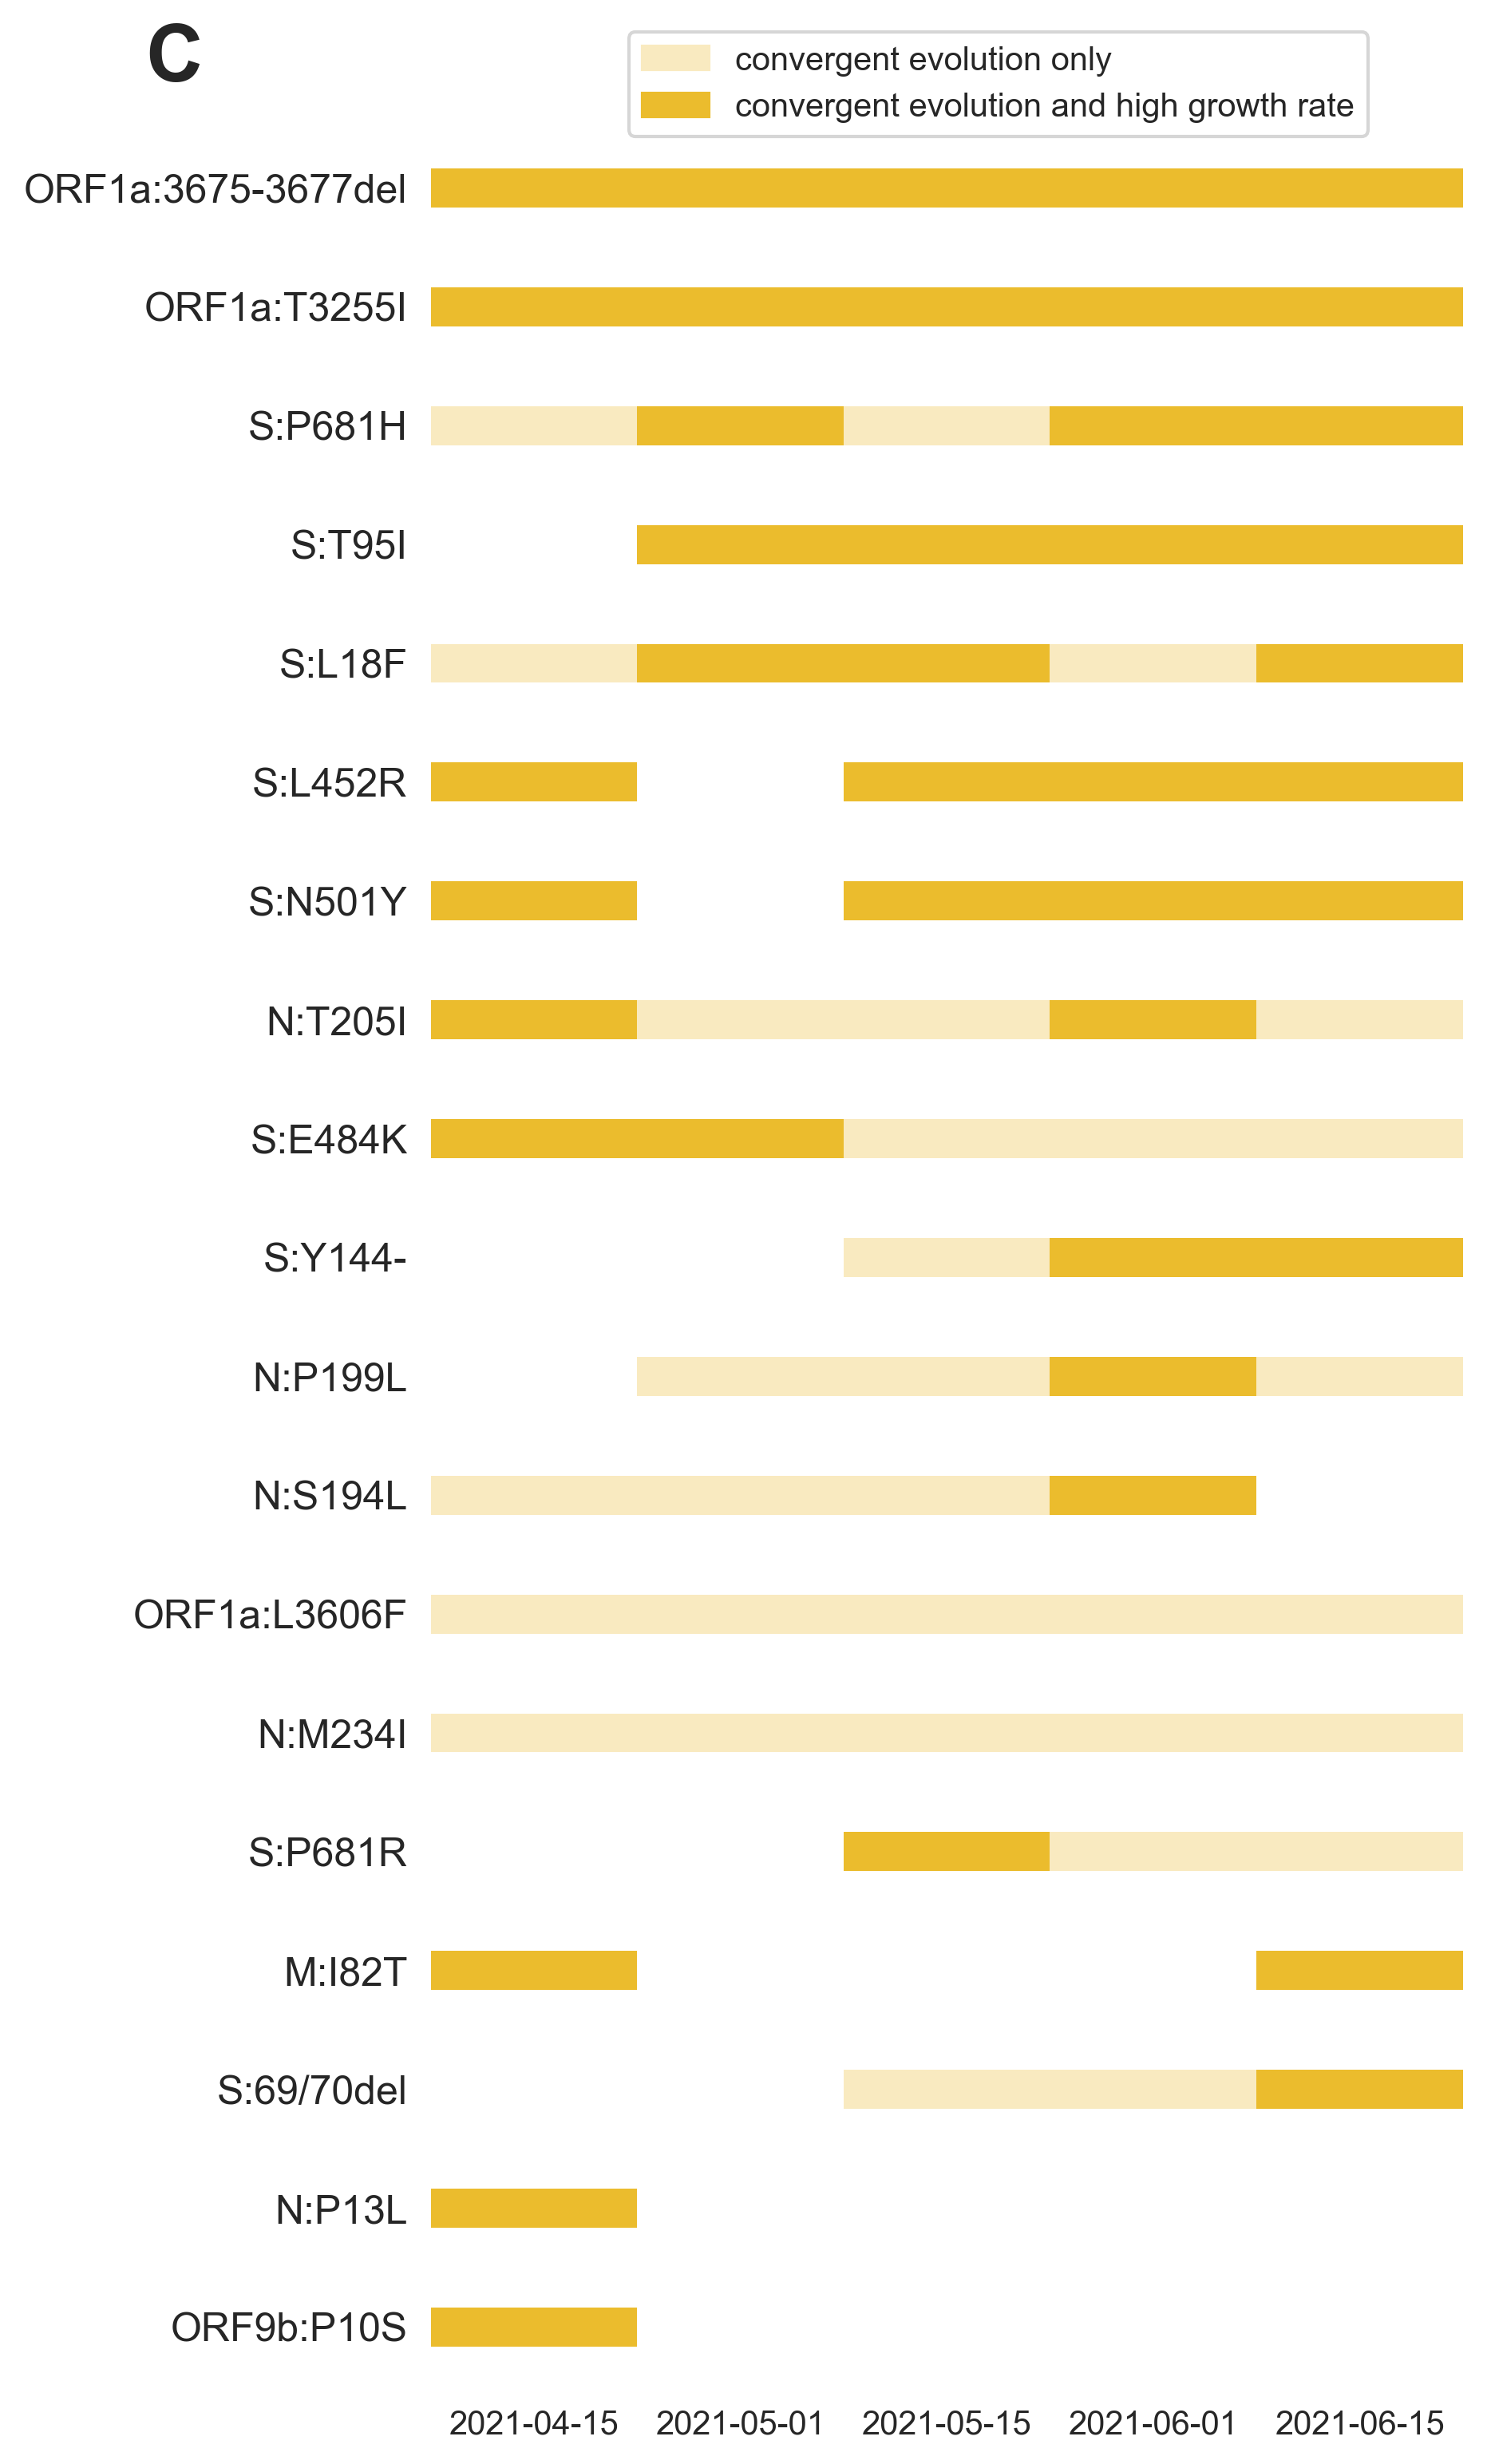 C
convergent evolution only
convergent evolution and high growth rate
ORF1a:3675-3677del
ORF1a:T3255I
S:P681H
S:T95I
S:L18F
S:L452R
S:N501Y
N:T205I
S:E484K
S:Y144-
N:P199L
N:S194L
ORF1a:L3606F
N:M234I
S:P681R
M:I82T
S:69/70del
N:P13L
ORF9b:P10S
2021-04-15 2021-05-01 2021-05-15 2021-06-01 2021-06-15